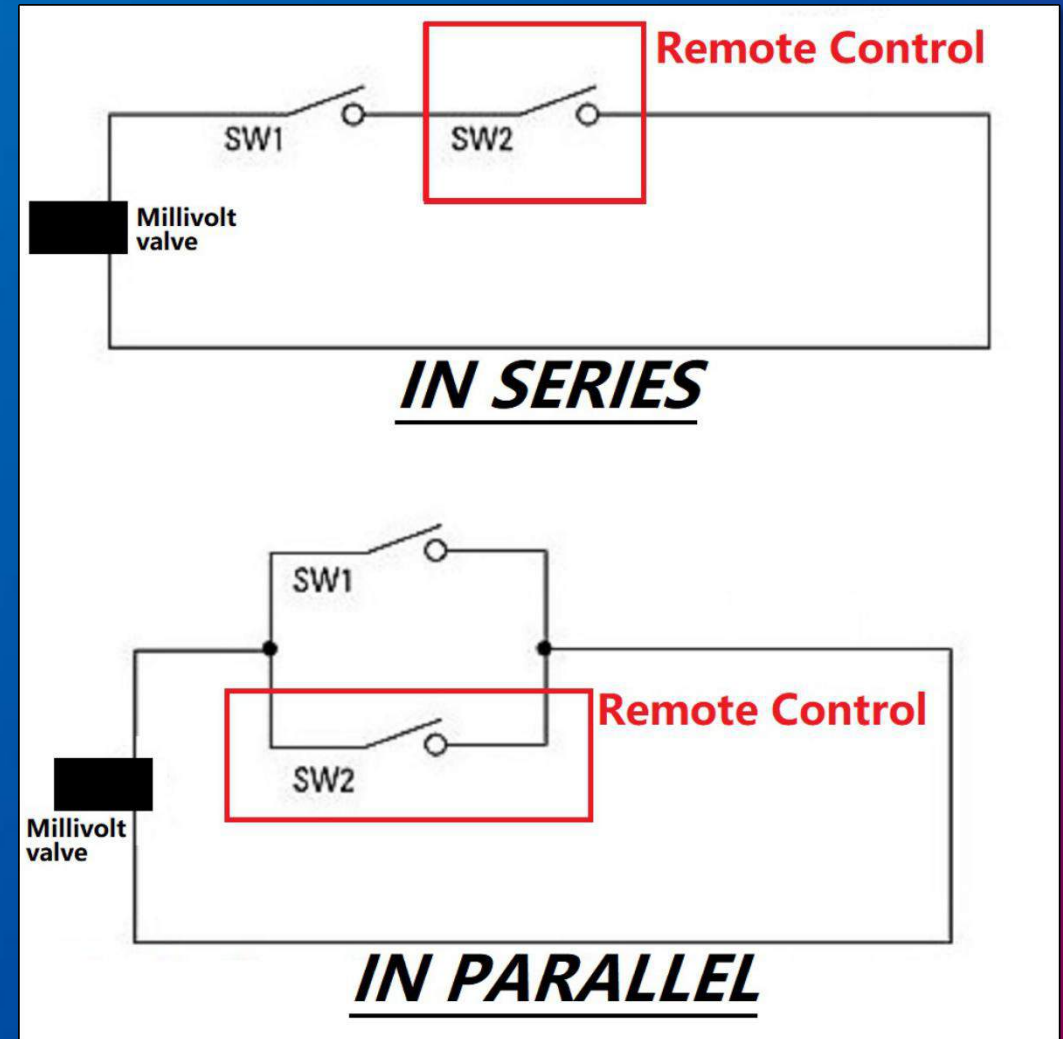 Remote Control
SW1
SW2
Millivolt
valve
IN SERIES
SW1
Remote Control
SW2
Millivolt
valve
IN PARALLEL